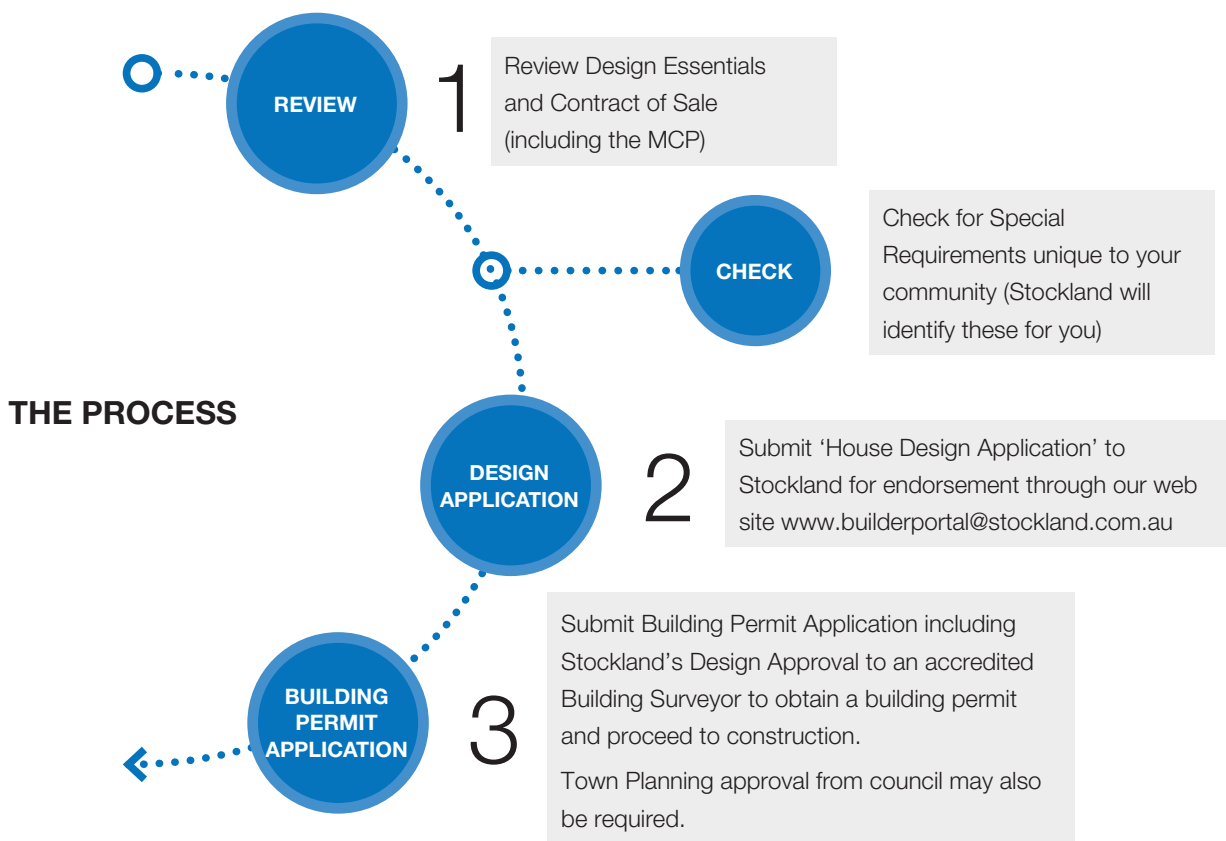 REVIEW
1
Review Design Essentials
and Contract of Sale
(including the MCP)
CHECK
Check for Special
Requirements unique to your
community (Stockland will
identify these for you)
THE PROCESS
DESIGN
APPLICATION
2
Submit ‘House Design Application’ to
Stockland for endorsement through our web
site www.builderportal@stockland.com.au
BUILDING
PERMIT
APPLICATION
3
Submit Building Permit Application including
Stockland’s Design Approval to an accredited
Building Surveyor to obtain a building permit
and proceed to construction.
Town Planning approval from council may also
be required.